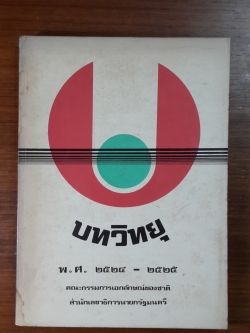 บทวิทยุ
พ.ศ. ๒๕๒๔ - ๒๕๒๕
คณะกรรมการเอกลักษณ์ของชาติ
สำนักเลขาธิการนายกรัฐมนตรี